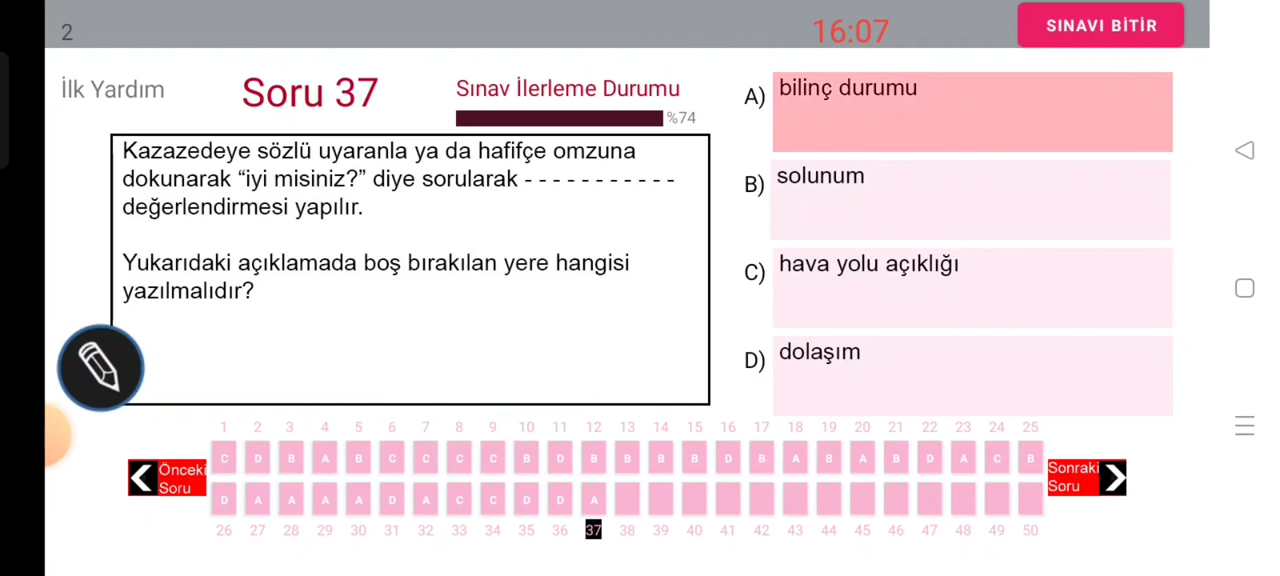 2
16:07
SINAVI BİTİR
İlk Yardım
Soru 37
Sınav İlerleme Durumu
%74
Kazazedeye sözlü uyaranla ya da hafifçe omzuna
dokunarak “iyi misiniz?” diye sorularak - - - - - - - - - - -
değerlendirmesi yapılır.
Yukarıdaki açıklamada boş bırakılan yere hangisi
yazılmalıdır?
A) bilinç durumu
B) solunum
C) hava yolu açıklığı
D) dolaşım
1 2 3 4 5 6 7 8 9 10 11 12 13 14 15 16 17 18 19 20 21 22 23 24 25
C D B A B C C C C B D B B B B D B A B A B D A C B
Önceki
Soru
Sonraki
Soru
D A A A A D A C C D D A
26 27 28 29 30 31 32 33 34 35 36 37 38 39 40 41 42 43 44 45 46 47 48 49 50